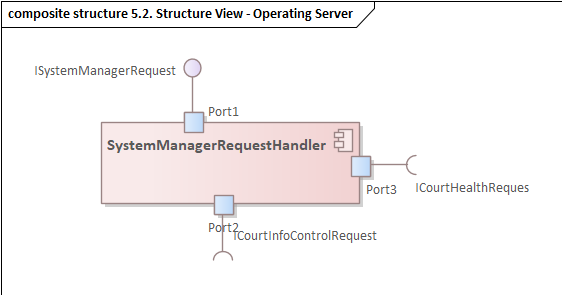 composite structure 5.2. Structure View - Operating Server
ISystemManagerRequest
Port1
SystemManagerRequestHandler
Port3
ICourtHealthReques
Port2
ICourtInfoControlRequest